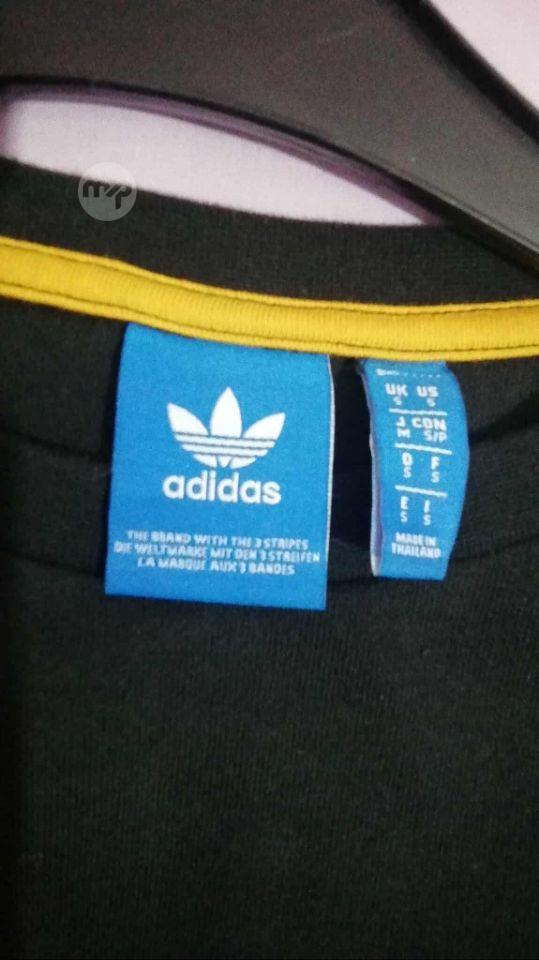 adidas
THE BRAND WITH THE 3 STRIPES
DIE WELTMARKE MIT DEN 3 STREIFEN
LA MARQUE AUX 3 BANDES
UK US
S S
J CDN
M S/P
D F
S S
E I
S S
MADE IN
THAILAND